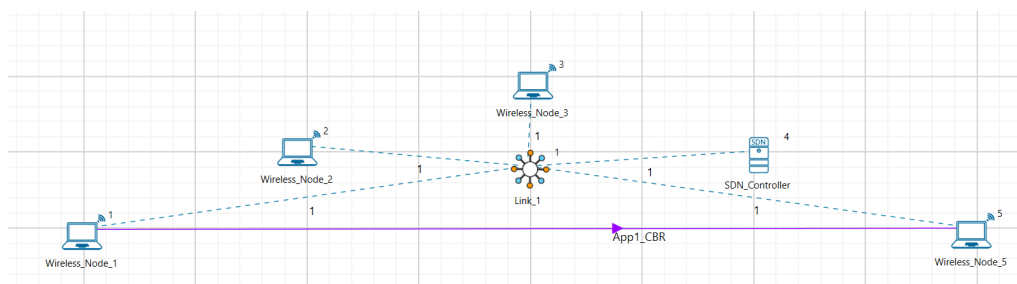 3
Wireless_Node_3
2
Wireless_Node_2
1
1
4
SDN
SDN_Controller
1
1
Link_1
1
1
1
Wireless_Node_1
App1_CBR
5
Wireless_Node_5